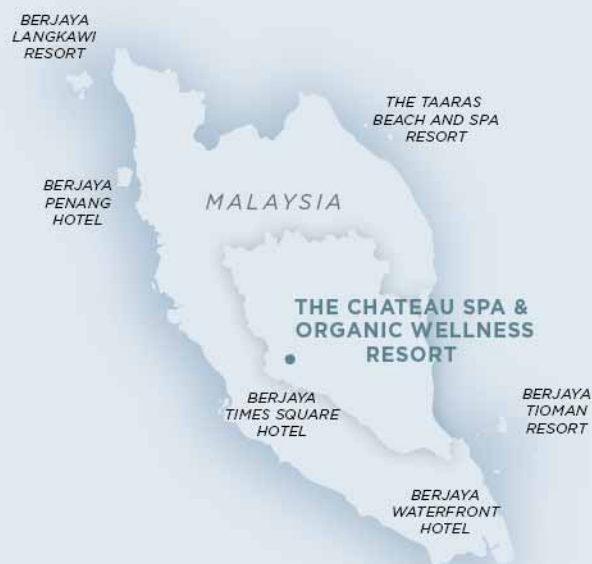 BERJAYA
LANGKAWI
RESORT
THE TAARAS
BEACH AND SPA
RESORT
BERJAYA
PENANG
HOTEL
MALAYSIA
THE CHATEAU SPA &
ORGANIC WELLNESS
RESORT
BERJAYA
TIMES SQUARE
HOTEL
BERJAYA
TIOMAN
RESORT
BERJAYA
WATERFRONT
HOTEL